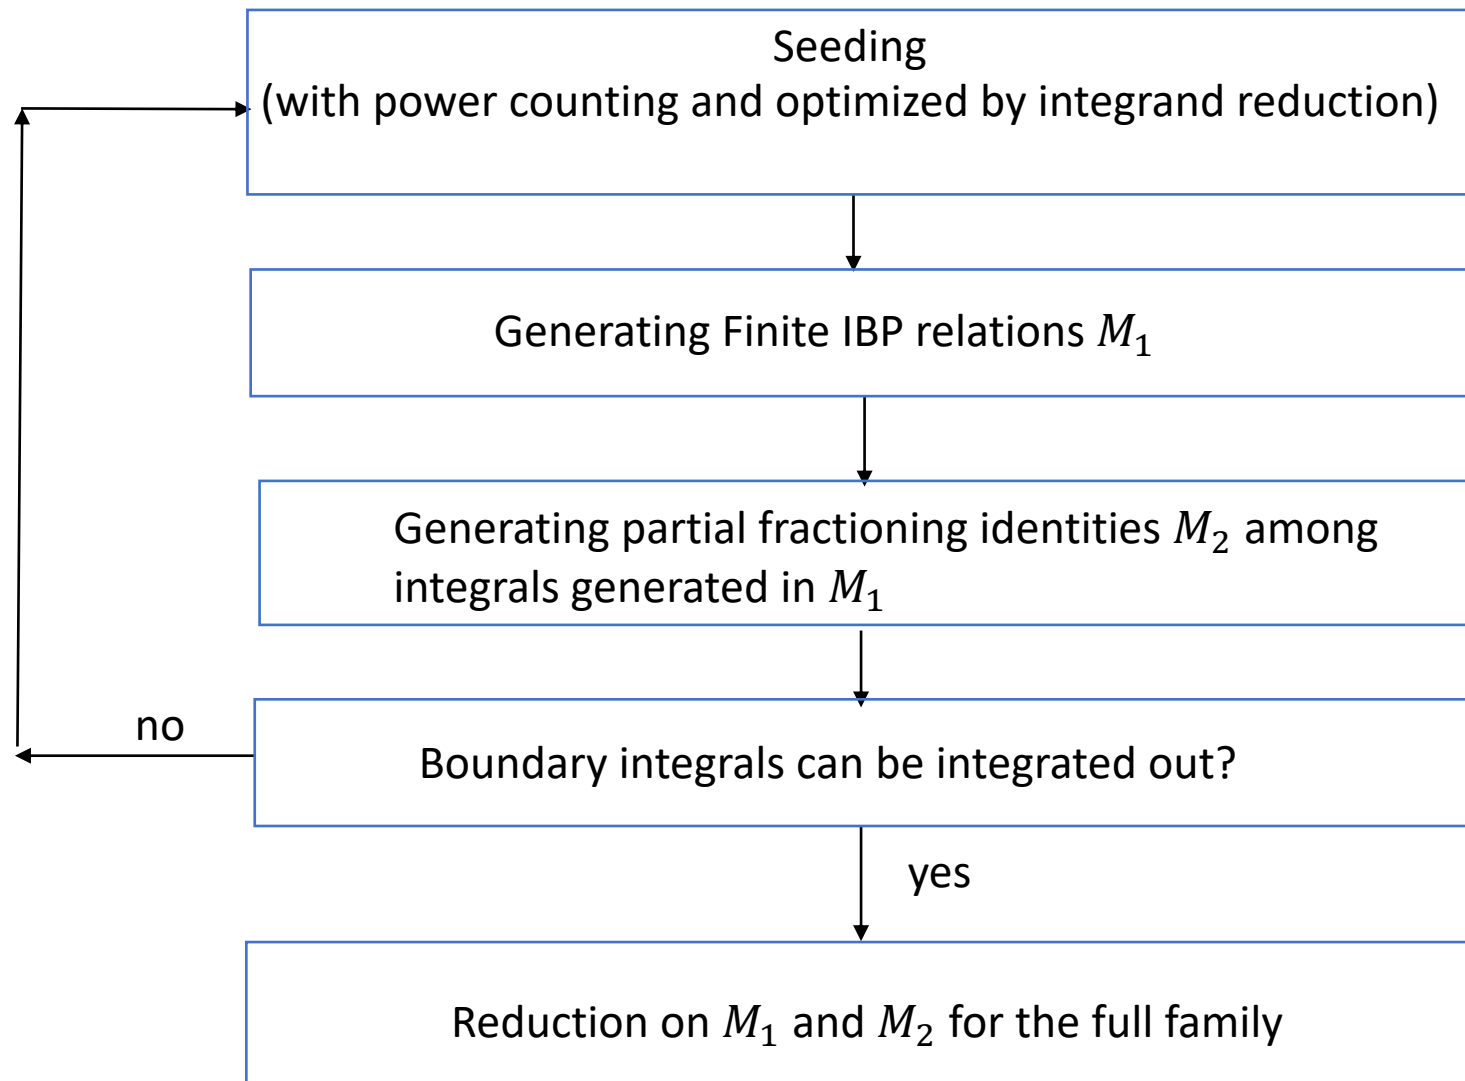 Seeding
(with power counting and optimized by integrand reduction)
Generating Finite IBP relations M₁
Generating partial fractioning identities M₂ among
integrals generated in M₁
no
Boundary integrals can be integrated out?
yes
Reduction on M₁ and M₂ for the full family